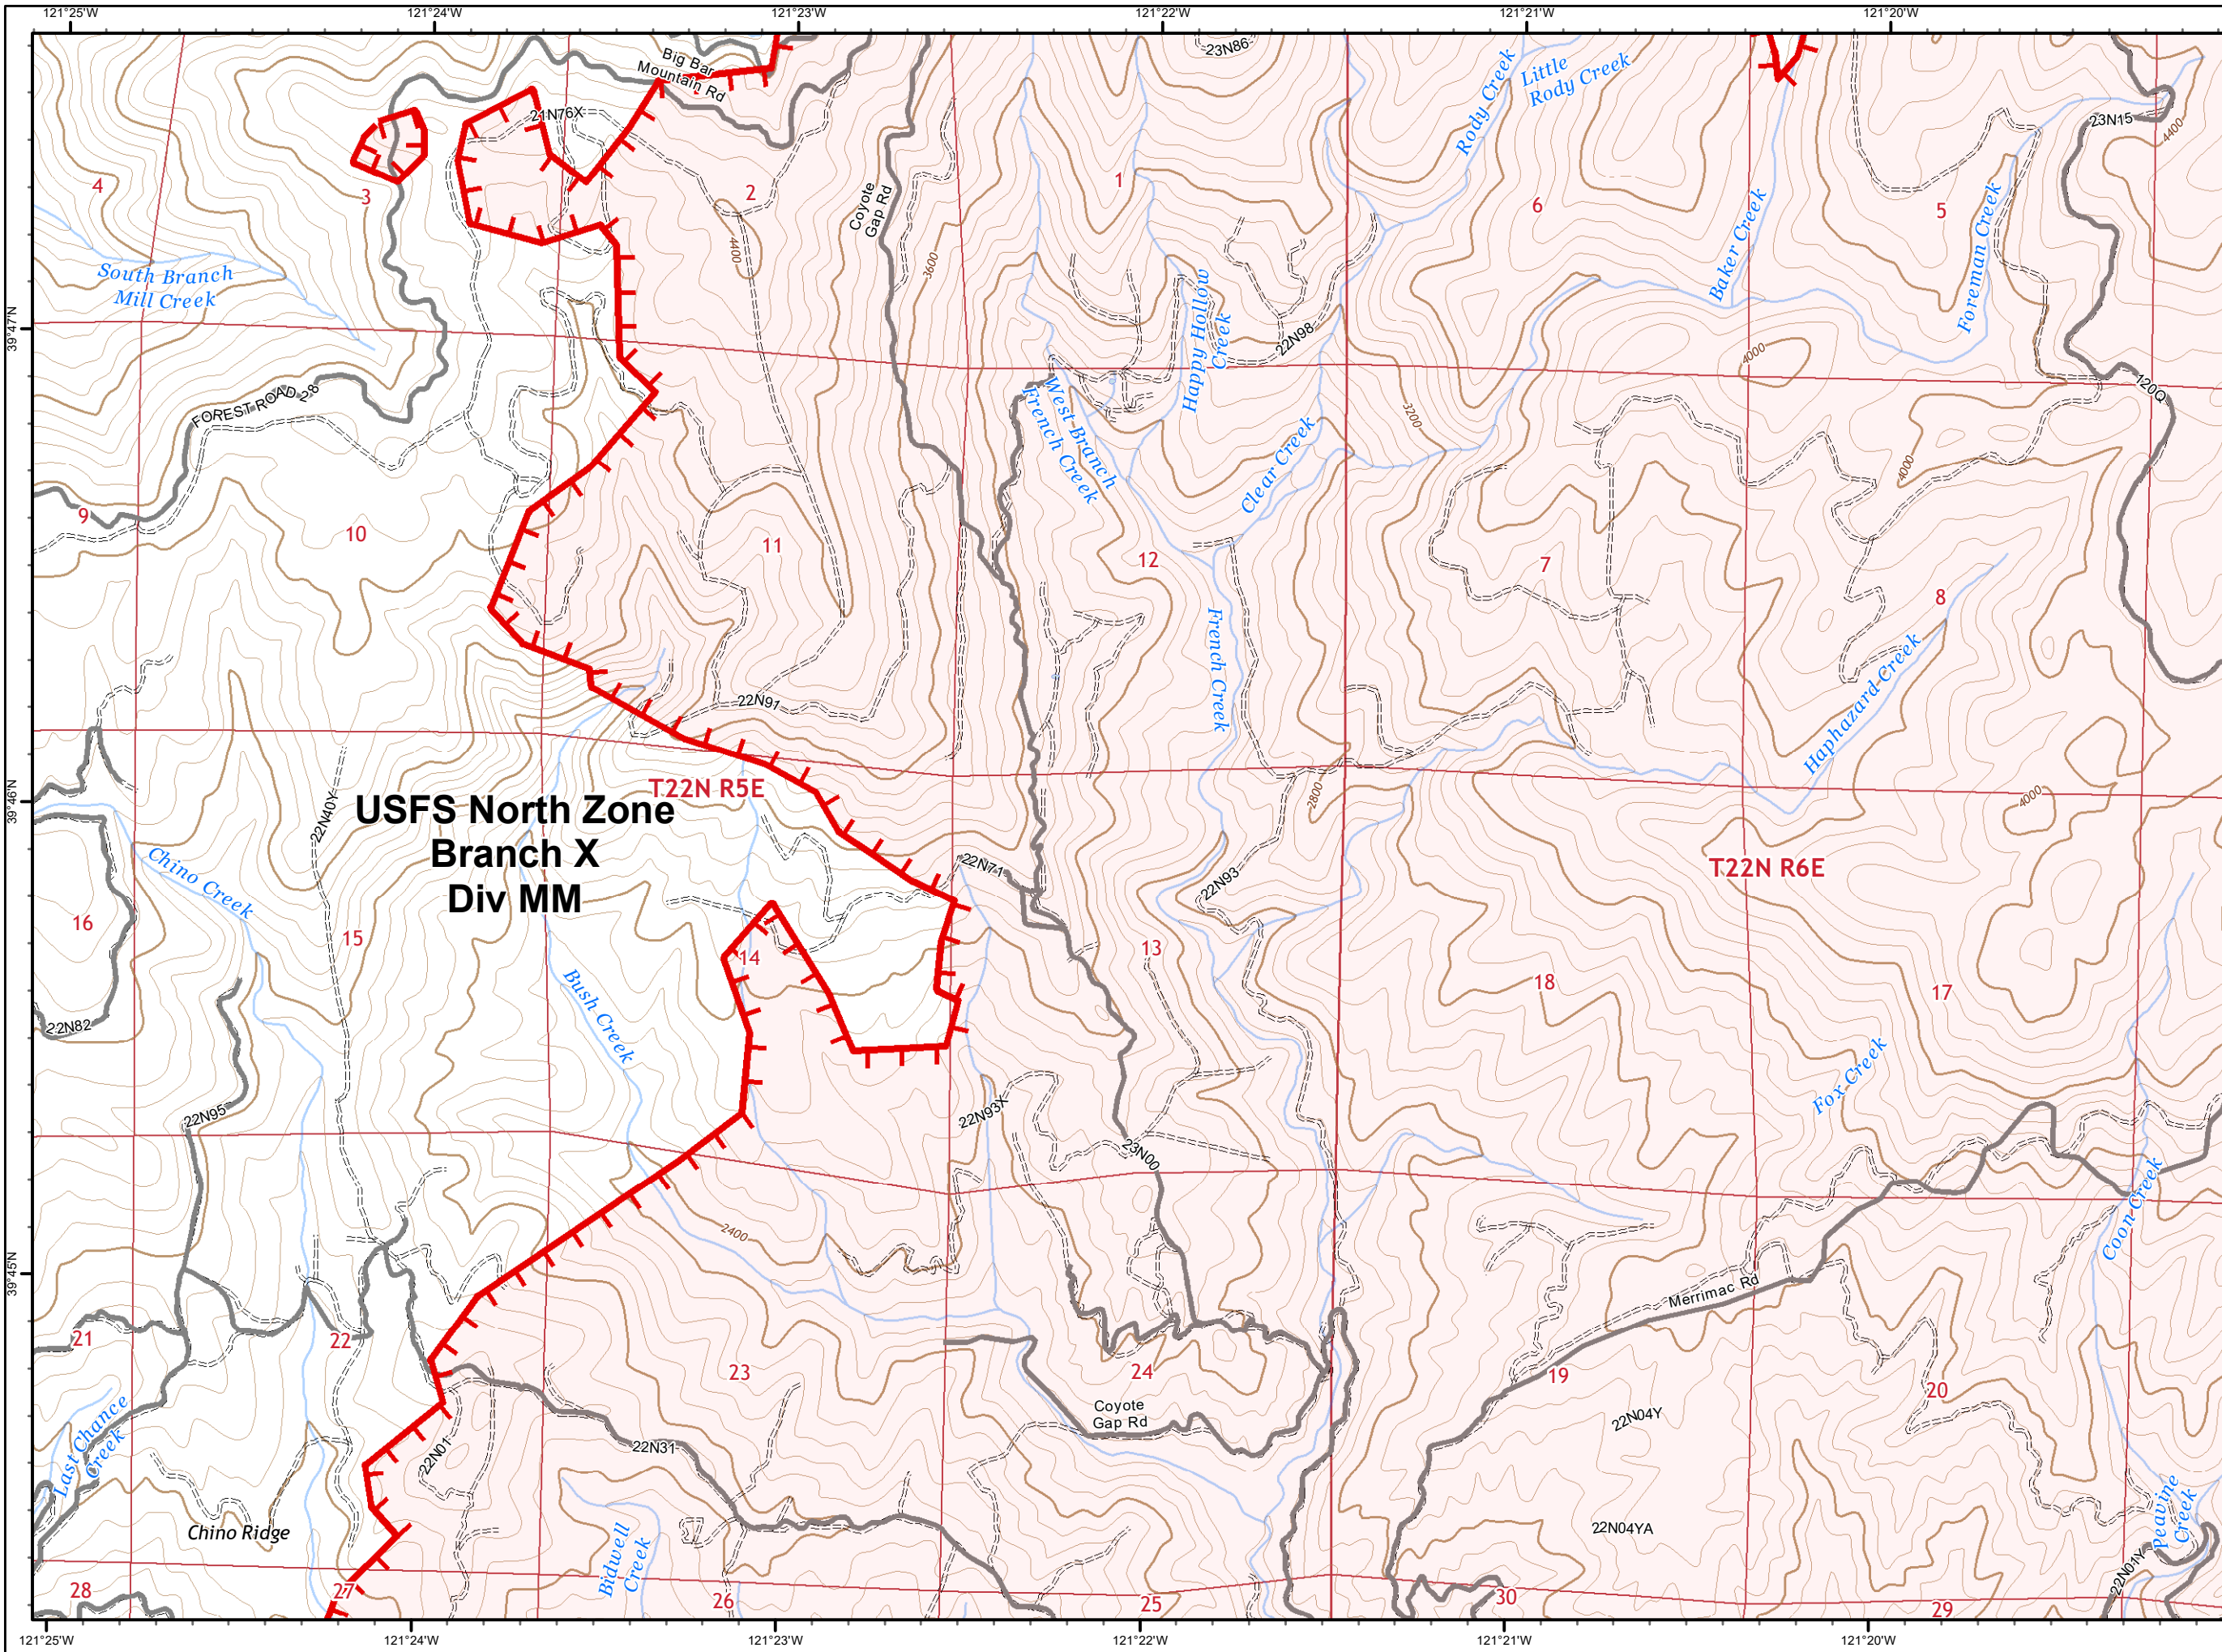 121°25'W
121°24'W
121°23'W
121°22'W
121°21'W
121°20'W
Big Bar
Mountain Rd
23N86
Rody Creek
Little
Rody Creek
21N76X
23N15
4400
4
3
2
1
6
5
Coyote
Gap Rd
4400
3600
Baker Creek
Foreman Creek
South Branch
Mill Creek
39°47'N
Happy Hollow
Creek
22N98
4000
FOREST ROAD 2-8
West Branch
French Creek
3200
120Q
Clear Creek
4000
9
10
11
12
7
8
French Creek
Haphazard Creek
22N91
T22N R5E
39°46'N
22N40Y
USFS North Zone
Branch X
Div MM
2800
4000
Chino Creek
22N71
22N93
T22N R6E
16
15
14
13
18
17
Bush Creek
22N82
22N95
22N93X
Fox Creek
23N00
Coon Creek
2400
39°45'N
Merrimac Rd
21
22
23
24
19
20
Coyote
Gap Rd
22N04Y
Last Chance
Creek
22N01
22N31
Chino Ridge
Bidwell
Creek
22N04YA
Peavine
Creek
22N01Y
28
27
26
25
30
29
121°25'W
121°24'W
121°23'W
121°22'W
121°21'W
121°20'W